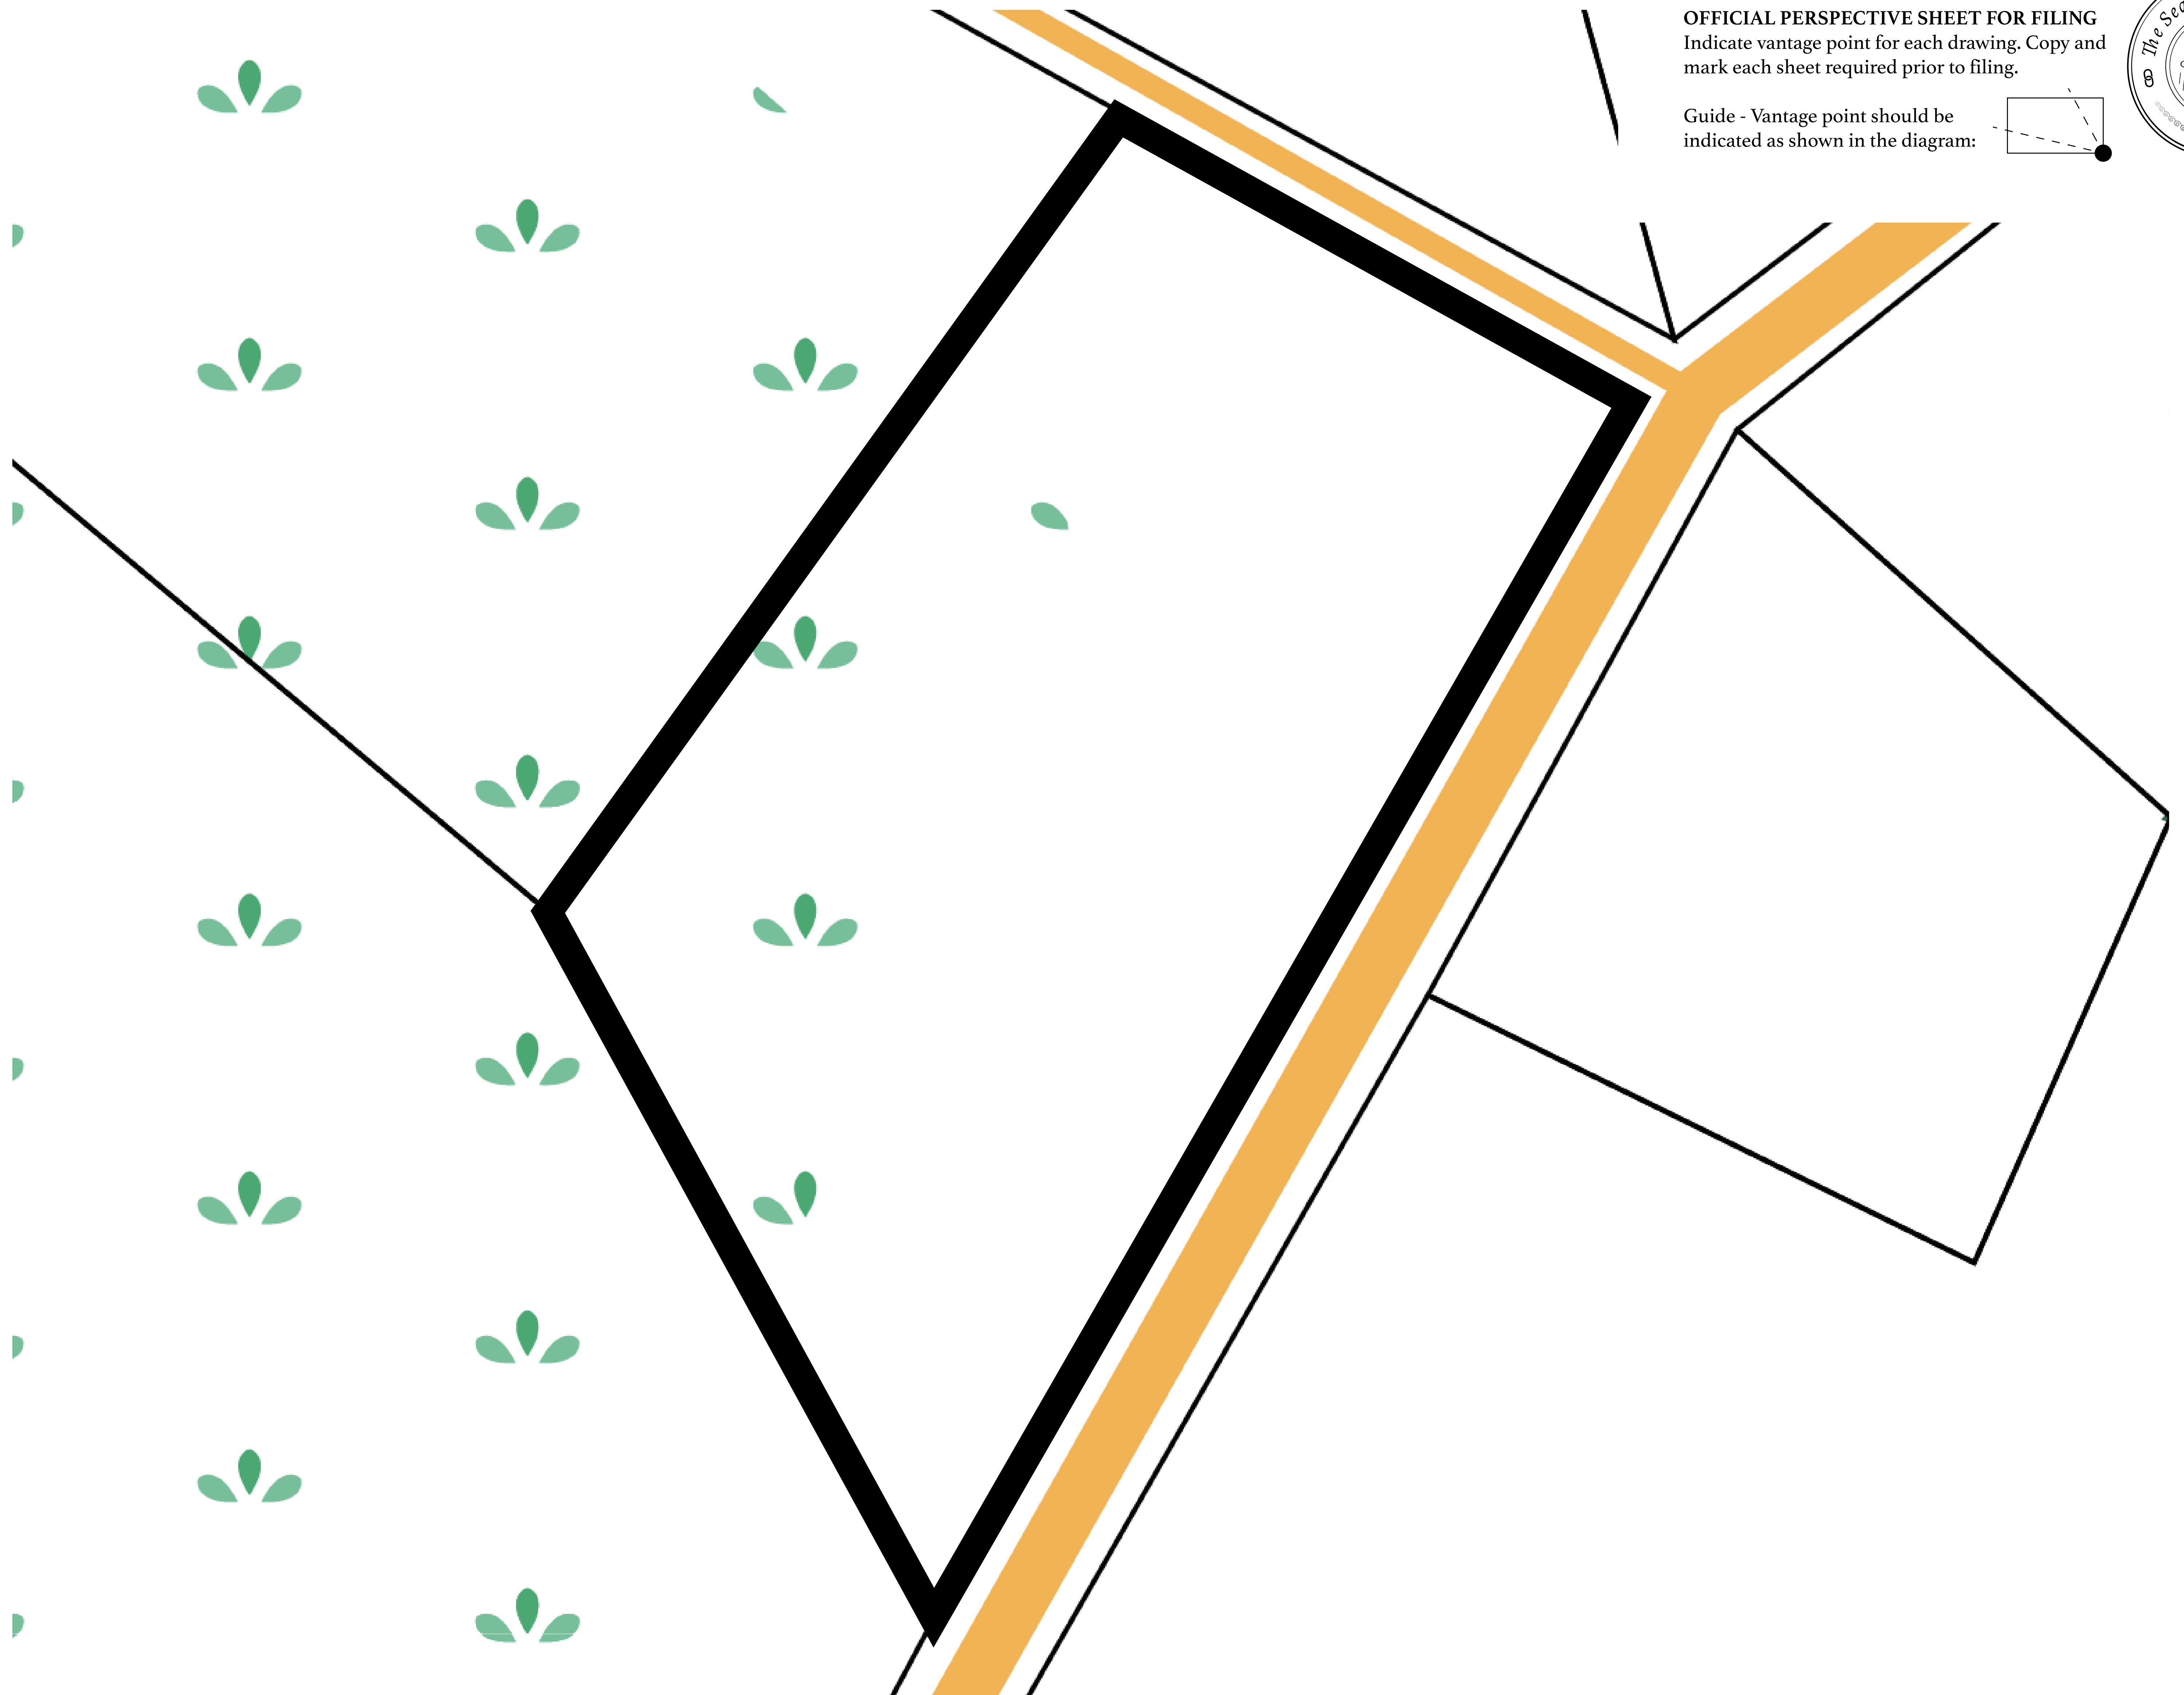 OFFICIAL PERSPECTIVE SHEET FOR FILING
Indicate vantage point for each drawing. Copy and
mark each sheet required prior to filing.
Guide - Vantage point should be
indicated as shown in the diagram:
The